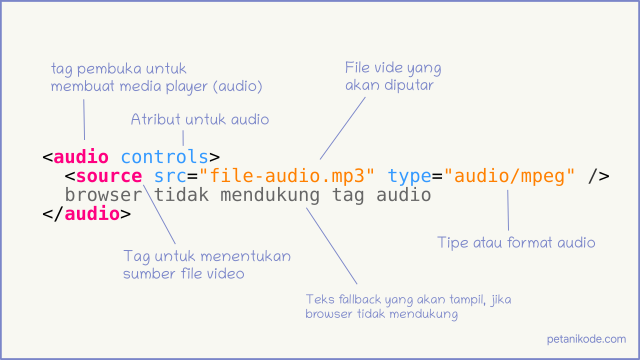 tag pembuka untuk
membuat media player (audio)
File vide yang
akan diputar
Atribut untuk audio
<audio controls>
<source src="file-audio.mp3" type="audio/mpeg" />
browser tidak mendukung tag audio
</audio>
Tag untuk menentukan
sumber file video
Tipe atau format audio
Teks fallback yang akan tampil, jika
browser tidak mendukung
petanikode.com